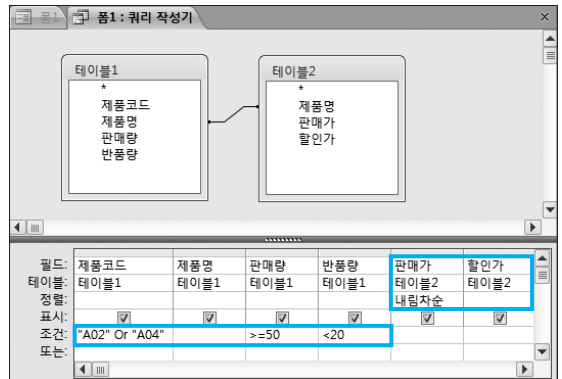 폼1 폼1 : 쿼리 작성기
테이블1
*
제품코드
제품명
판매량
반품량
테이블2
*
제품명
판매가
할인가
필드: 제품코드 제품명 판매량 반품량 판매가 할인가
테이블: 테이블1 테이블1 테이블1 테이블1 테이블2 테이블2
정렬: 내림차순
표시:
조건: "A02" Or "A04" >=50 <20
또는: